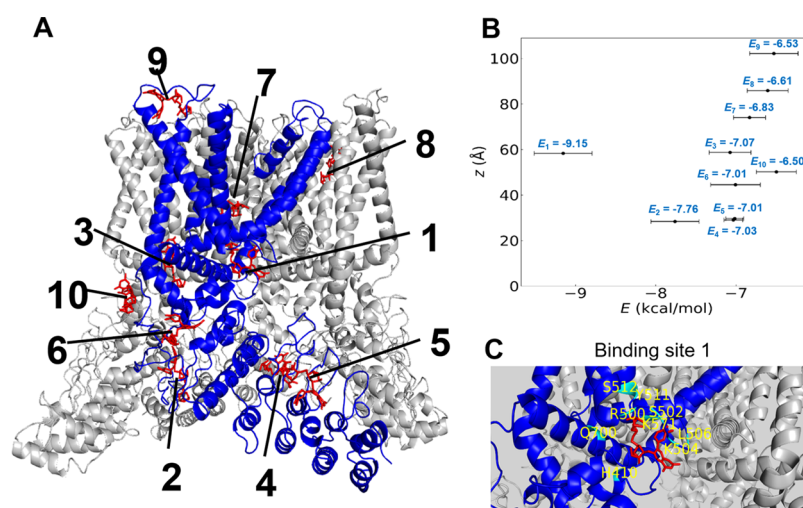 A
9
7
8
3
1
10
6
5
2
4
B
z (Å)
100
80
60
40
20
0
E9 = -6.53
E8 = -6.61
E7 = -6.83
E1 = -9.15
E3 = -7.07
E10 = -6.50
E6 = -7.01
E2 = -7.76
E5 = -7.01
E4 = -7.03
−9
−8
−7
E (kcal/mol)
C
Binding site 1
S512
Y511
R500
S502
Q700
L506
K504
H410